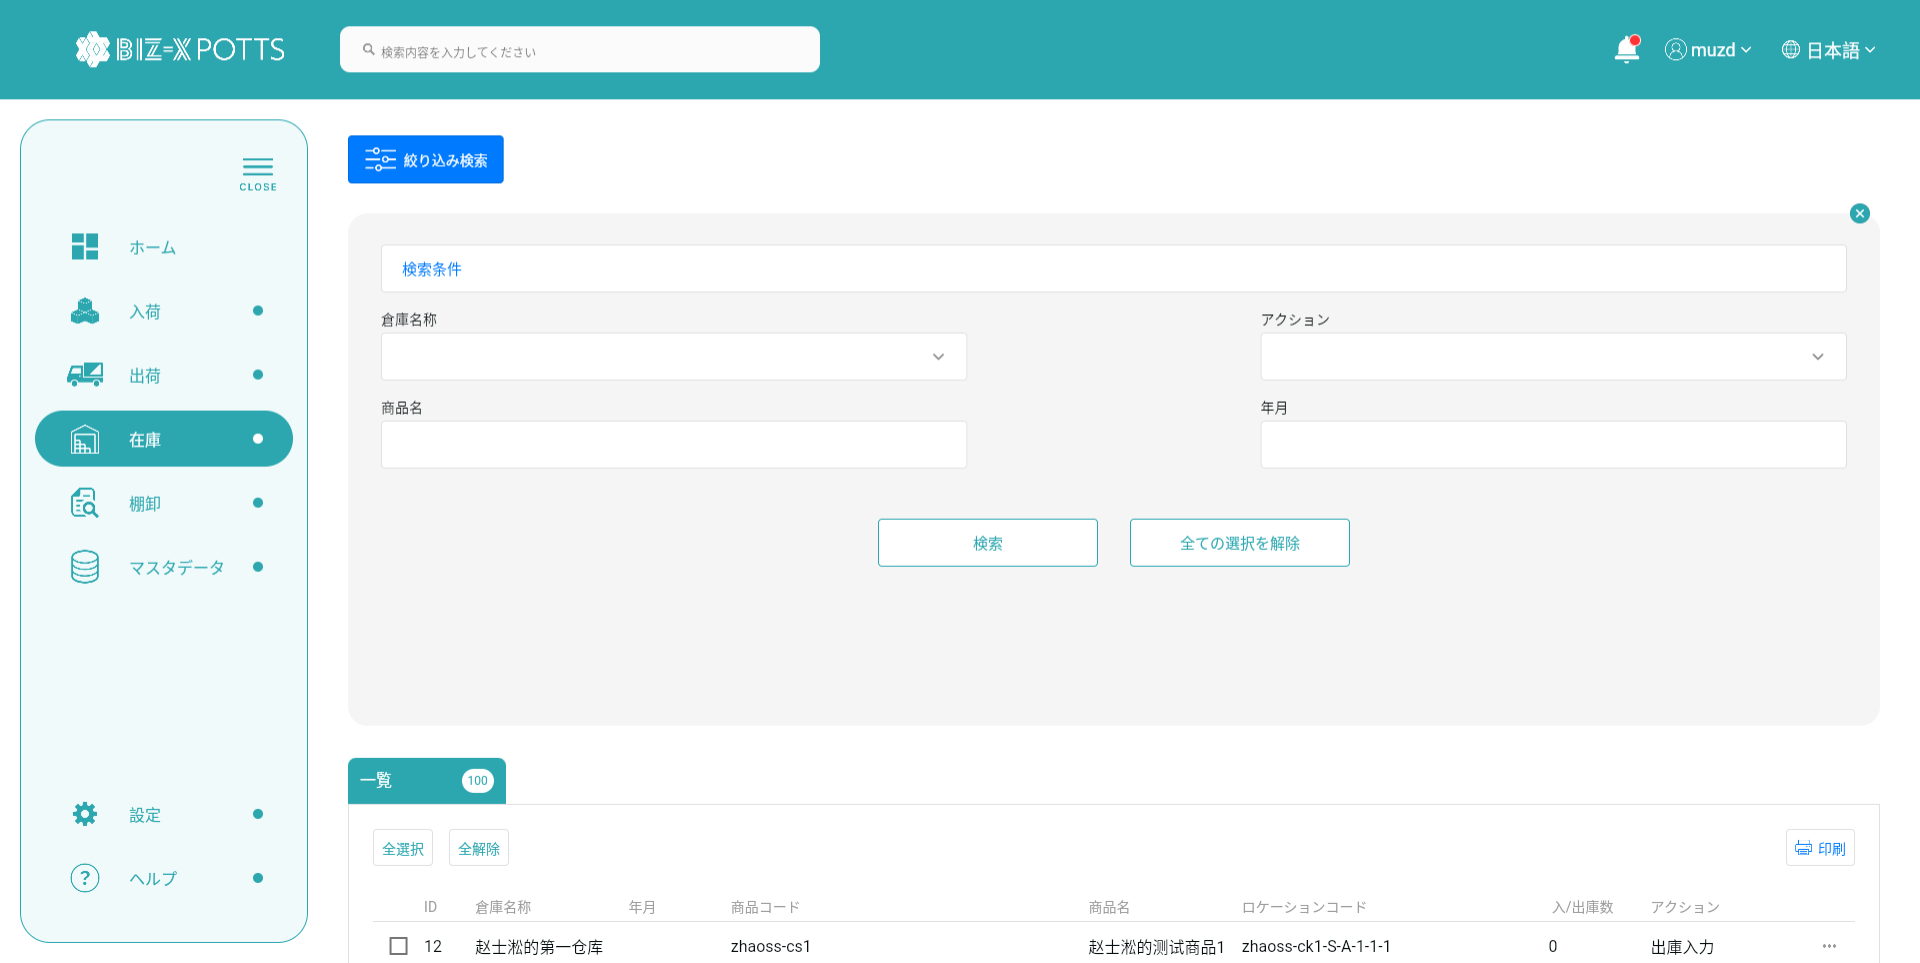 BIZ=X POTTS
検索内容を入力してください
muzd
日本語
CLOSE
ホーム
入荷
出荷
在庫
棚卸
マスタデータ
設定
ヘルプ
絞り込み検索
検索条件
倉庫名称 アクション
商品名 年月
検索 全ての選択を解除
一覧 100
全選択 全解除 印刷
ID 倉庫名称 年月 商品コード 商品名 ロケーションコード 入/出庫数 アクション
12 赵士淞的第一仓库 zhaoss-cs1 赵士淞的测试商品1 zhaoss-ck1-S-A-1-1-1 0 出庫入力 ···